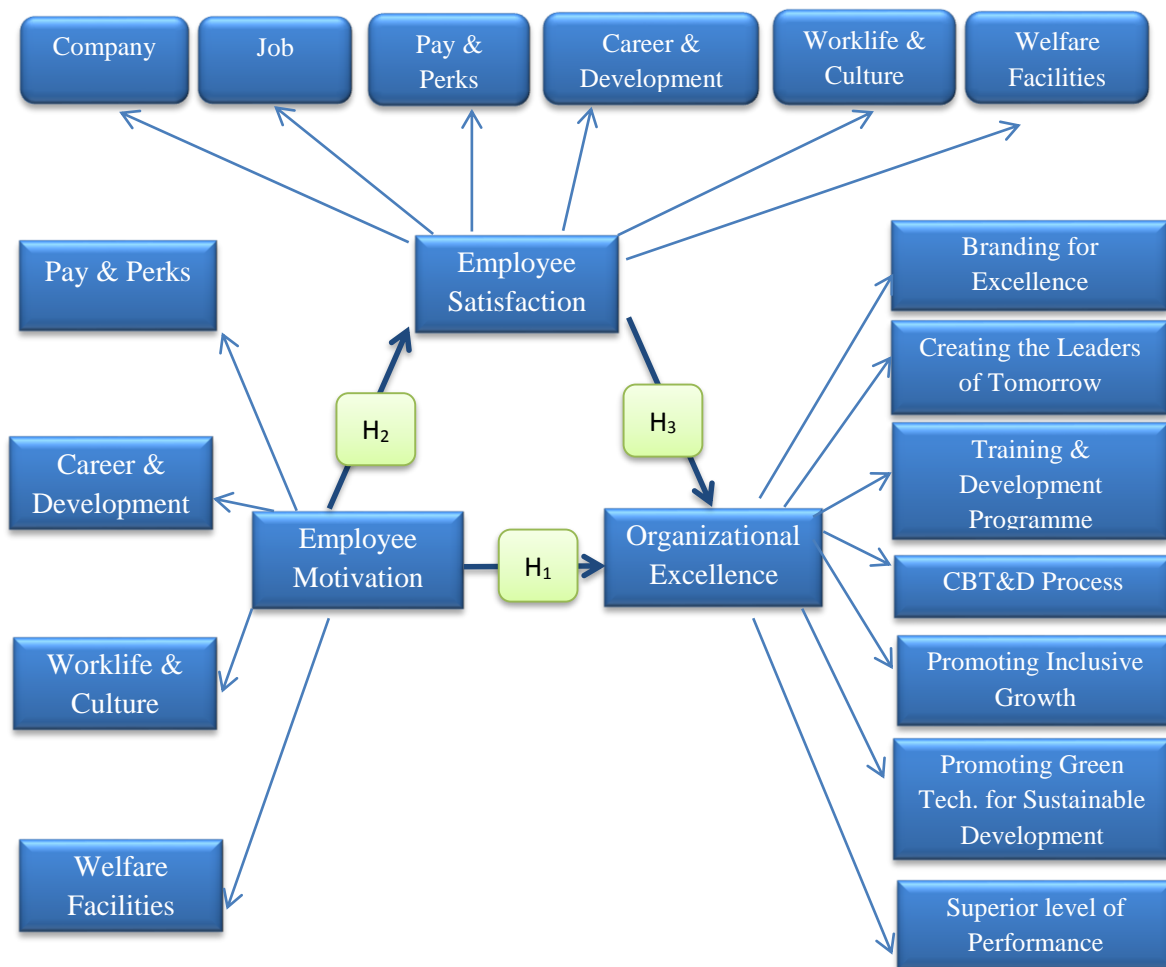 Company
Job
Pay &
Perks
Career &
Development
Worklife &
Culture
Welfare
Facilities
Employee
Satisfaction
Pay & Perks
Career &
Development
Employee
Motivation
Worklife &
Culture
Welfare
Facilities
H₂
H₁
H₃
Organizational
Excellence
Branding for
Excellence
Creating the Leaders
of Tomorrow
Training &
Development
Programme
CBT&D Process
Promoting Inclusive
Growth
Promoting Green
Tech. for Sustainable
Development
Superior level of
Performance